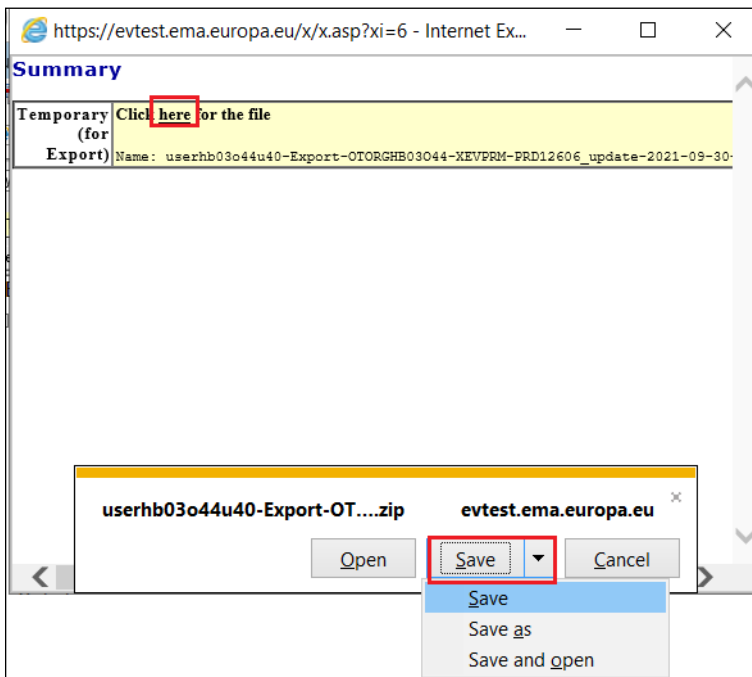 https://evtest.ema.europa.eu/x/x.asp?xi=6 - Internet Ex...
Summary
Temporary (for Export)
Click here for the file
Name: userhb03o44u40-Export-OTORGHB03O44-XEVPRM-PRD12606_update-2021-09-30-
userhb03o44u40-Export-OT....zip evtest.ema.europa.eu
Open Save Cancel
Save
Save as
Save and open